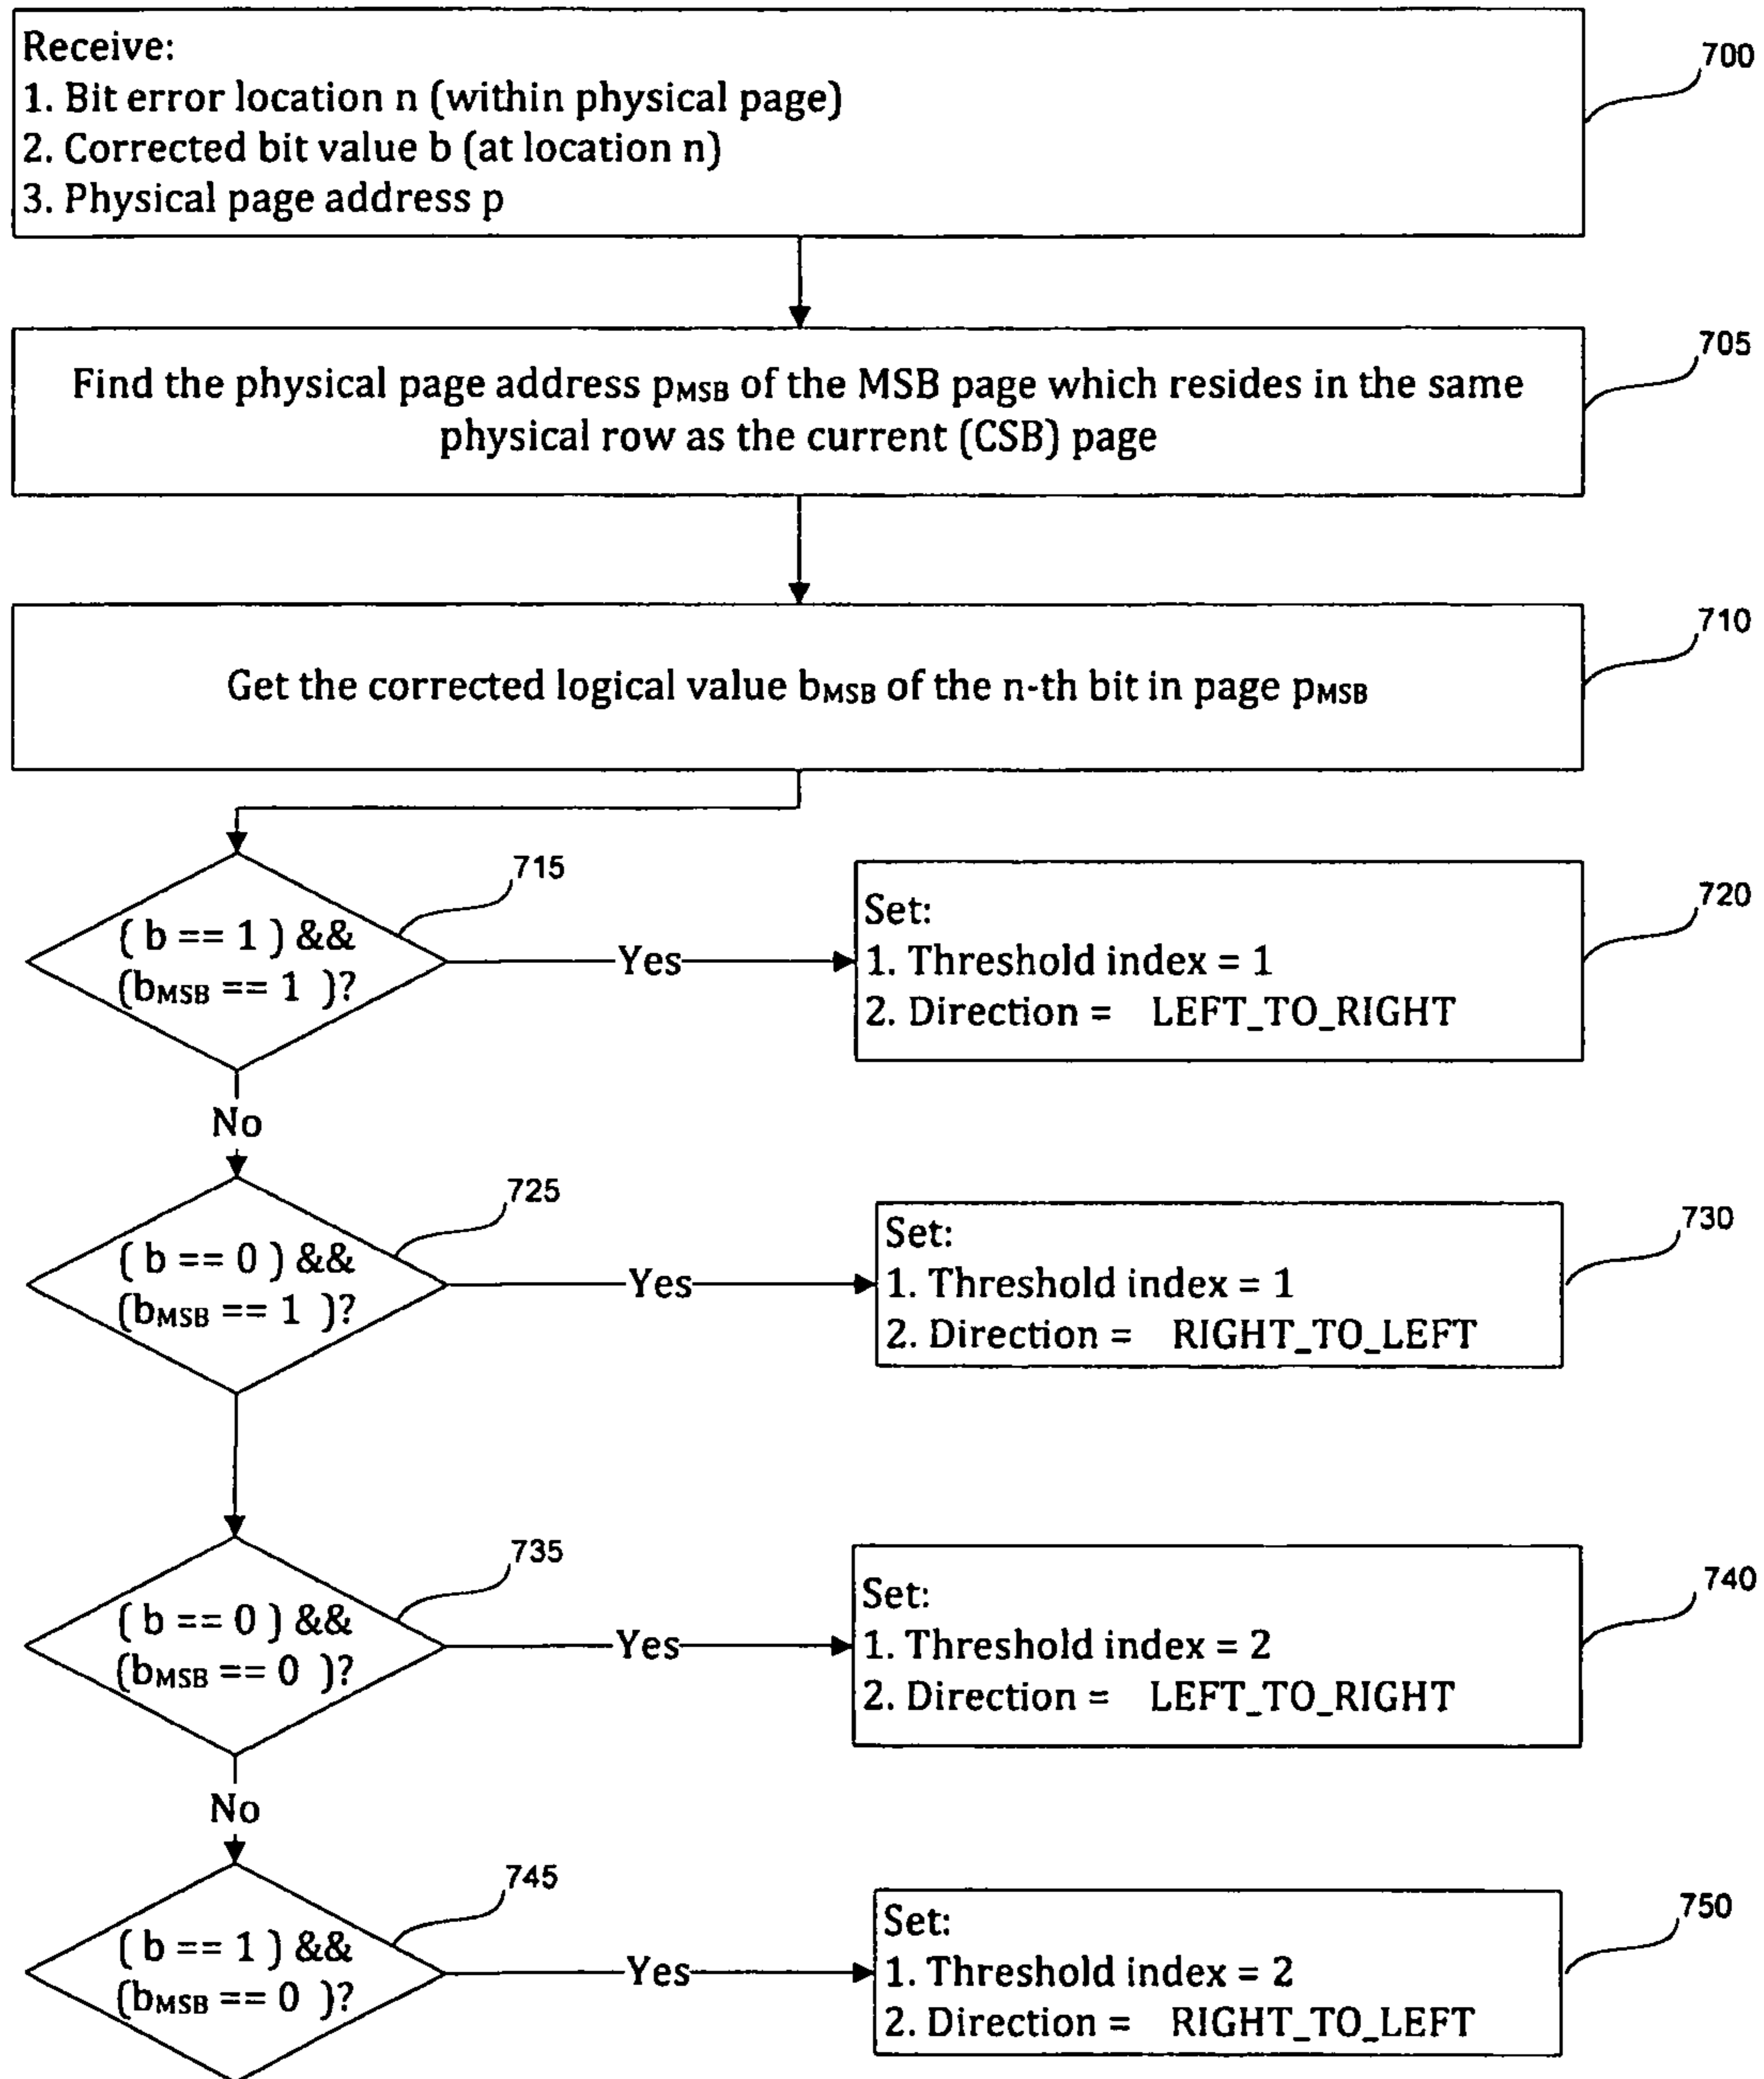 Receive:
1. Bit error location n (within physical page)
2. Corrected bit value b (at location n)
3. Physical page address p
700
Find the physical page address pMSB of the MSB page which resides in the same
physical row as the current (CSB) page
705
Get the corrected logical value bMSB of the n-th bit in page pMSB
710
( b == 1 ) &&
(bMSB == 1 )?
715
Yes
Set:
1. Threshold index = 1
2. Direction = LEFT_TO_RIGHT
720
No
( b == 0 ) &&
(bMSB == 1 )?
725
Yes
Set:
1. Threshold index = 1
2. Direction = RIGHT_TO_LEFT
730
( b == 0 ) &&
(bMSB == 0 )?
735
Yes
Set:
1. Threshold index = 2
2. Direction = LEFT_TO_RIGHT
740
No
( b == 1 ) &&
(bMSB == 0 )?
745
Yes
Set:
1. Threshold index = 2
2. Direction = RIGHT_TO_LEFT
750